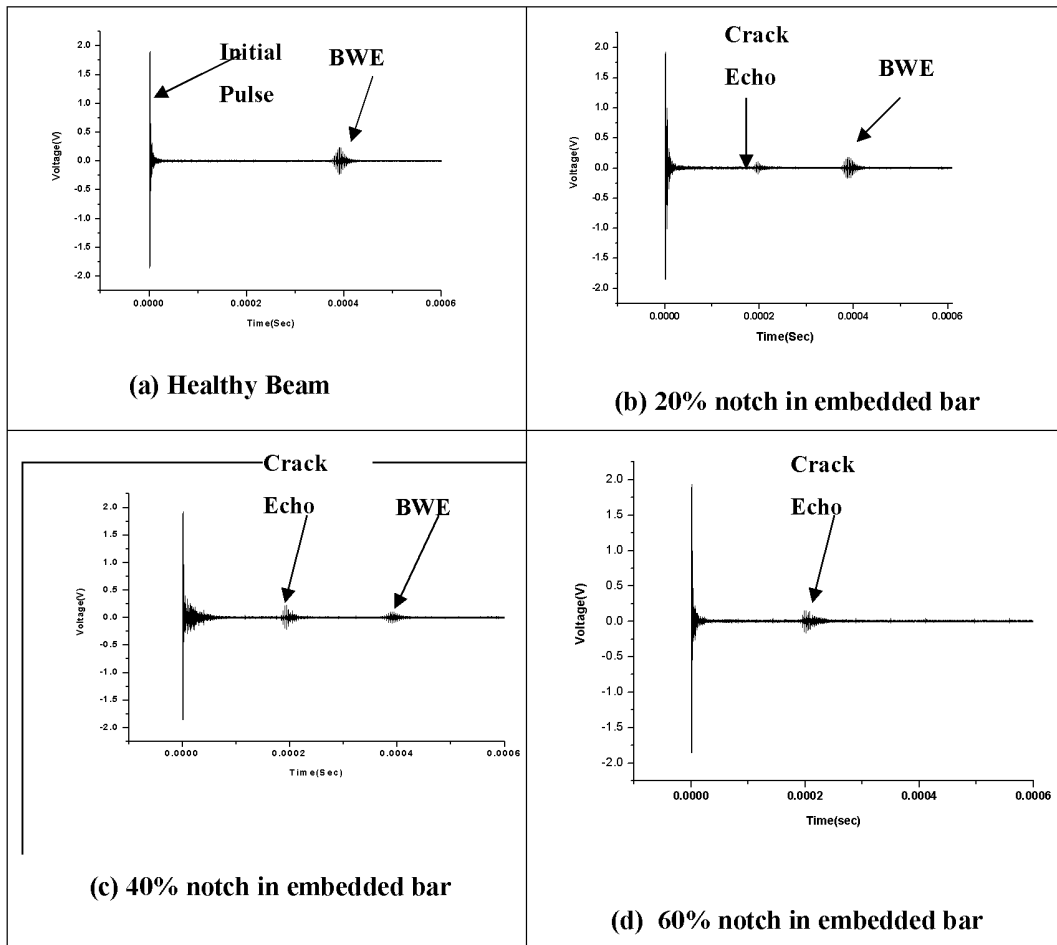 Initial
Pulse
BWE
2.0
1.5
1.0
0.5
0.0
-0.5
-1.0
-1.5
-2.0
Voltage(V)
0.0000 0.0002 0.0004 0.0006
Time(Sec)
(a) Healthy Beam
Crack
Echo
BWE
2.0
1.5
1.0
0.5
0.0
-0.5
-1.0
-1.5
-2.0
Voltage(V)
0.0000 0.0002 0.0004 0.0006
Time(Sec)
(b) 20% notch in embedded bar
Crack
Echo
BWE
2.0
1.5
1.0
0.5
0.0
-0.5
-1.0
-1.5
-2.0
Voltage(V)
0.0000 0.0002 0.0004 0.0006
Time(Sec)
(c) 40% notch in embedded bar
Crack
Echo
2.0
1.5
1.0
0.5
0.0
-0.5
-1.0
-1.5
-2.0
Voltage(V)
0.0000 0.0002 0.0004 0.0006
Time(sec)
(d) 60% notch in embedded bar